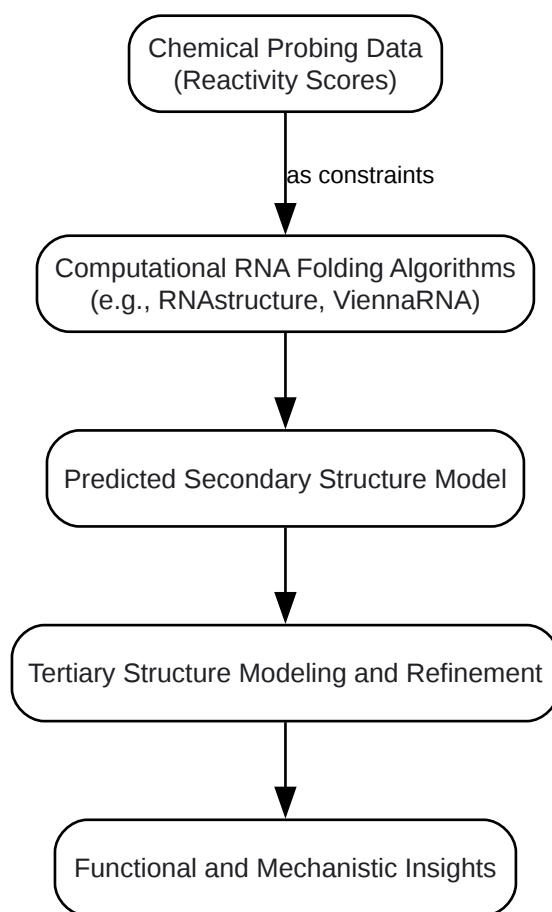 Chemical Probing Data
(Reactivity Scores)
as constraints
Computational RNA Folding Algorithms
(e.g., RNAstructure, ViennaRNA)
Predicted Secondary Structure Model
Tertiary Structure Modeling and Refinement
Functional and Mechanistic Insights